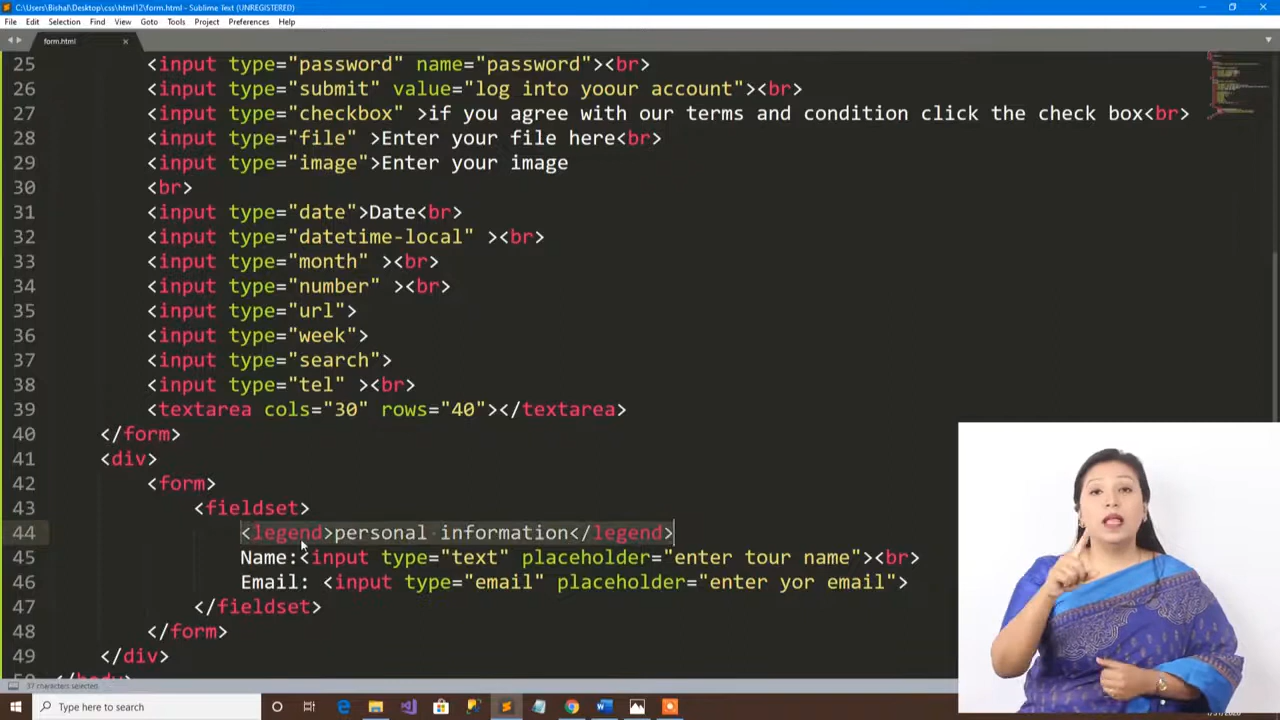 C:\Users\Bishal\Desktop\css\html12\form.html - Sublime Text (UNREGISTERED)
File Edit Selection Find View Goto Tools Project Preferences Help
form.html
25 <input type="password" name="password"><br>
26 <input type="submit" value="log into yoour account"><br>
27 <input type="checkbox" >if you agree with our terms and condition click the check box<br>
28 <input type="file" >Enter your file here<br>
29 <input type="image">Enter your image
30 <br>
31 <input type="date">Date<br>
32 <input type="datetime-local" ><br>
33 <input type="month" ><br>
34 <input type="number" ><br>
35 <input type="url">
36 <input type="week">
37 <input type="search">
38 <input type="tel" ><br>
39 <textarea cols="30" rows="40"></textarea>
40 </form>
41 <div>
42 <form>
43 <fieldset>
44 <legend>personal information</legend>
45 Name:<input type="text" placeholder="enter tour name"><br>
46 Email: <input type="email" placeholder="enter yor email">
47 </fieldset>
48 </form>
49 </div>
37 characters selected
Type here to search